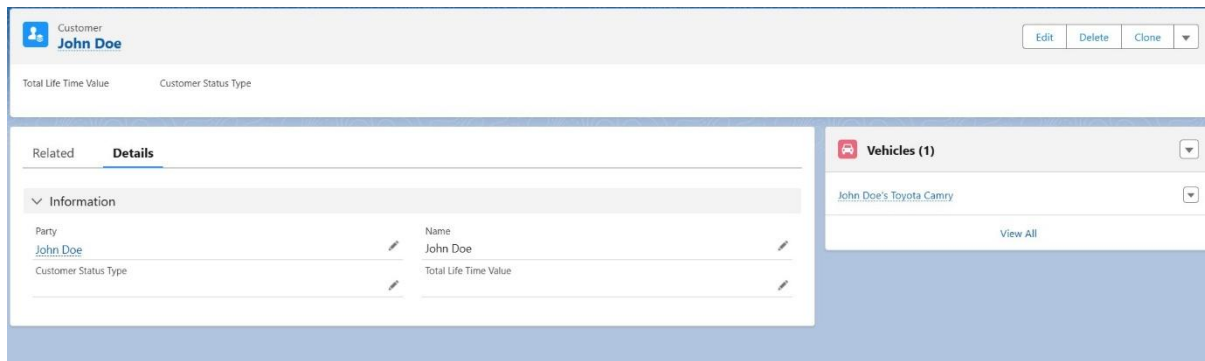 Customer
John Doe
Edit Delete Clone
Total Life Time Value Customer Status Type
Related Details
Information
Party Name
John Doe John Doe
Customer Status Type Total Life Time Value
Vehicles (1)
John Doe's Toyota Camry
View All